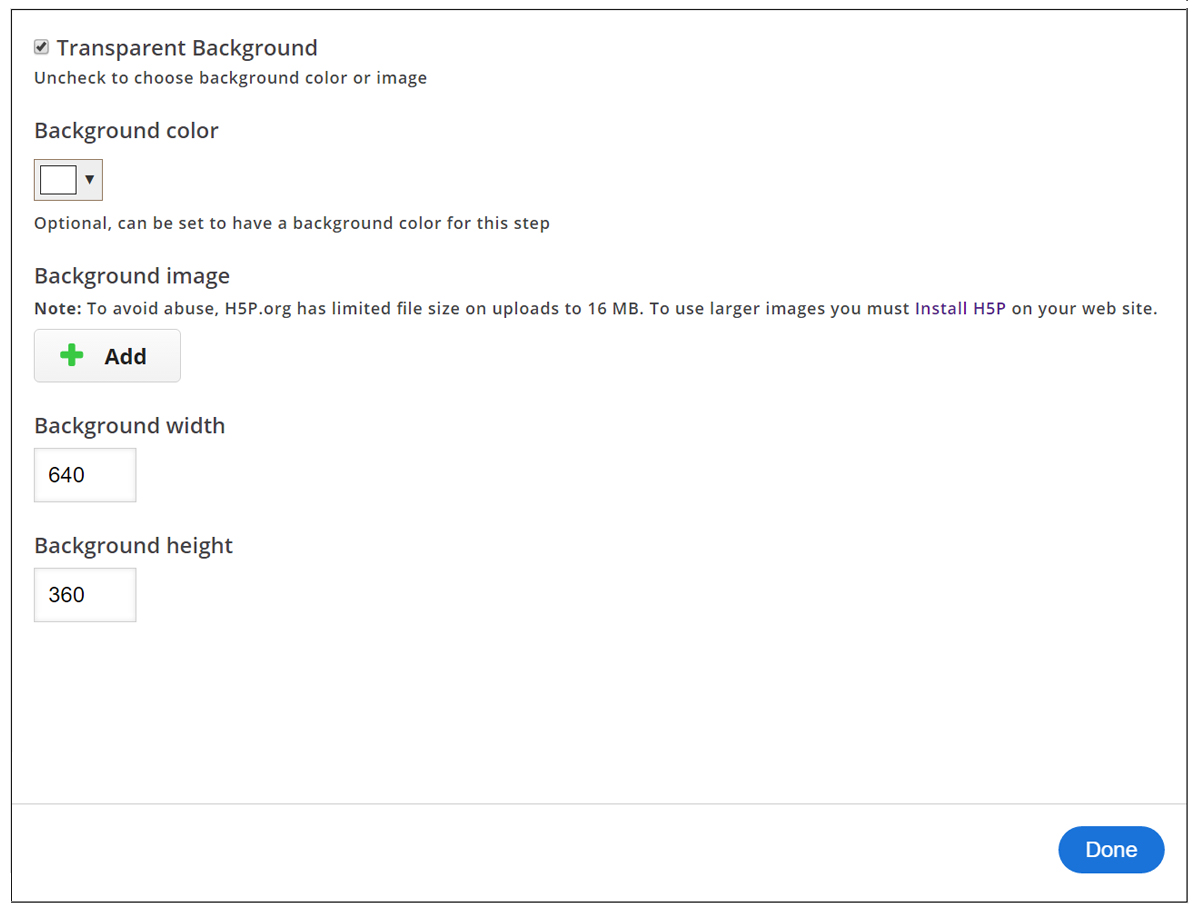 Transparent Background
Uncheck to choose background color or image
Background color
Optional, can be set to have a background color for this step
Background image
Note: To avoid abuse, H5P.org has limited file size on uploads to 16 MB. To use larger images you must Install H5P on your web site.
Add
Background width
640
Background height
360
Done